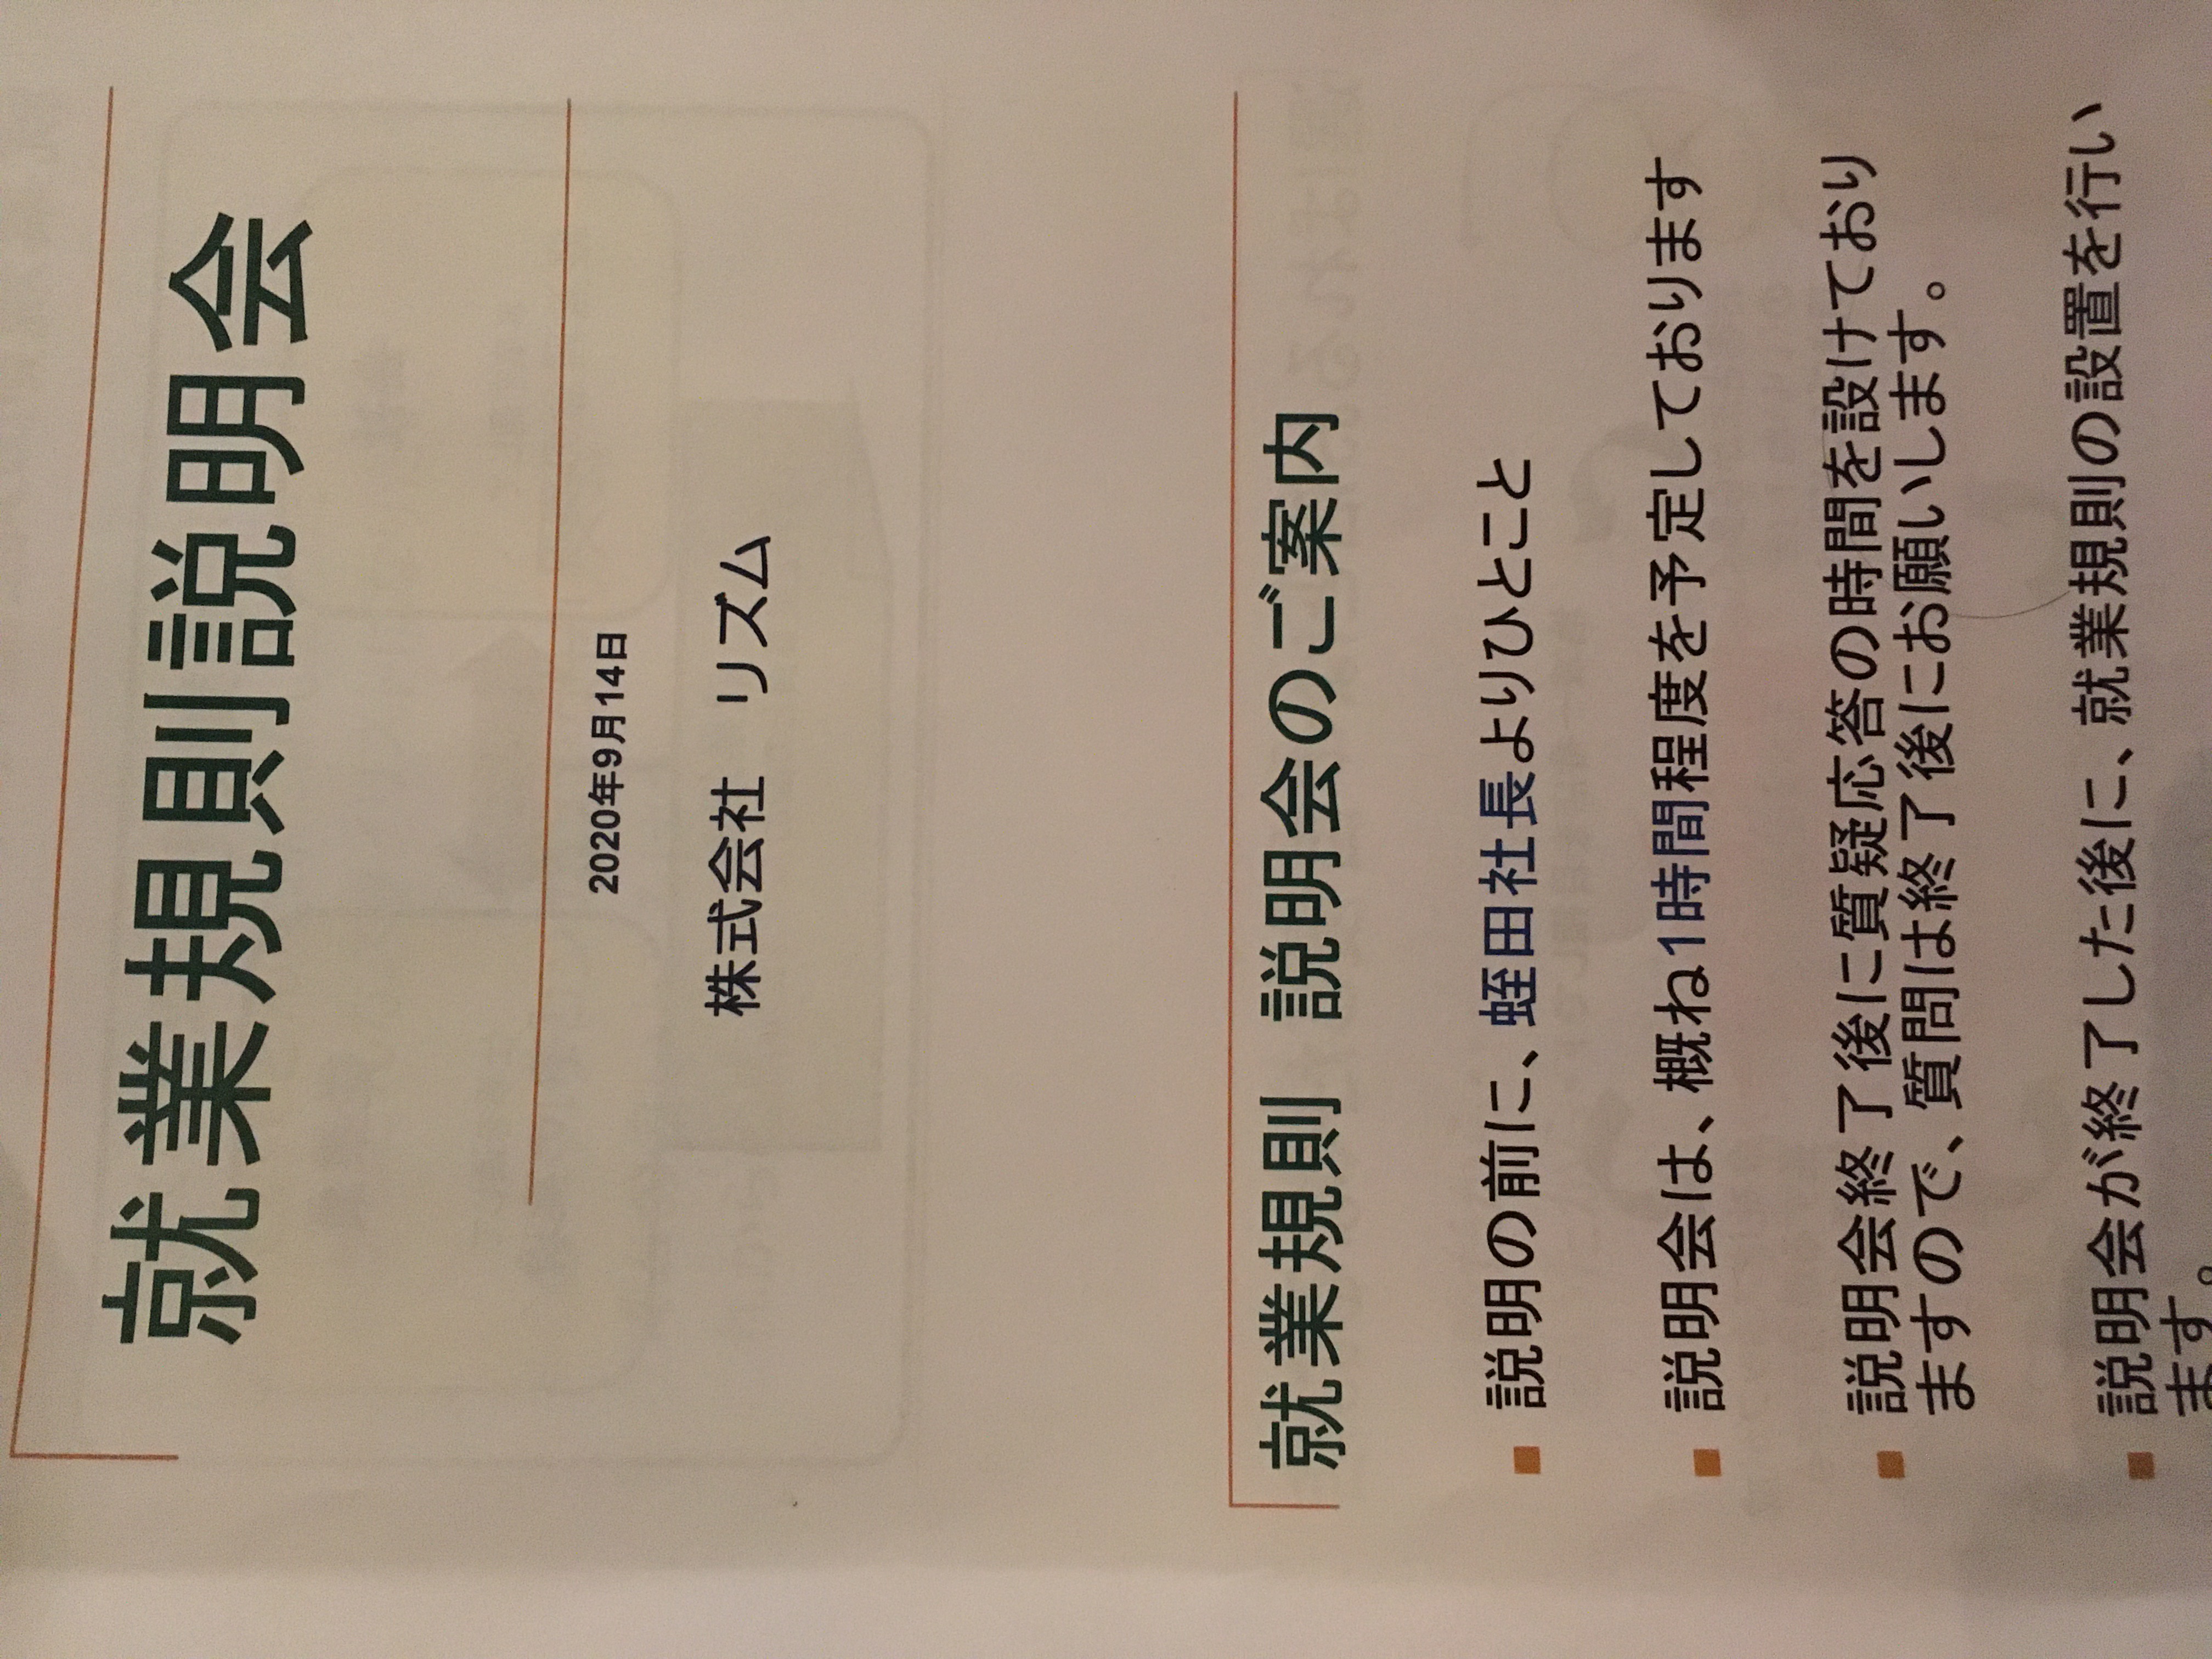 就業規則説明会
2020年9月14日
株式会社　リズム
就業規則　説明会のご案内
■ 説明の前に、蛭田社長よりひとこと
■ 説明会は、概ね1時間程度を予定しております
■ 説明会終了後に質疑応答の時間を設けており
ますので、質問は終了後にお願いします。
■ 説明会が終了した後に、就業規則の設置を行い
ます。